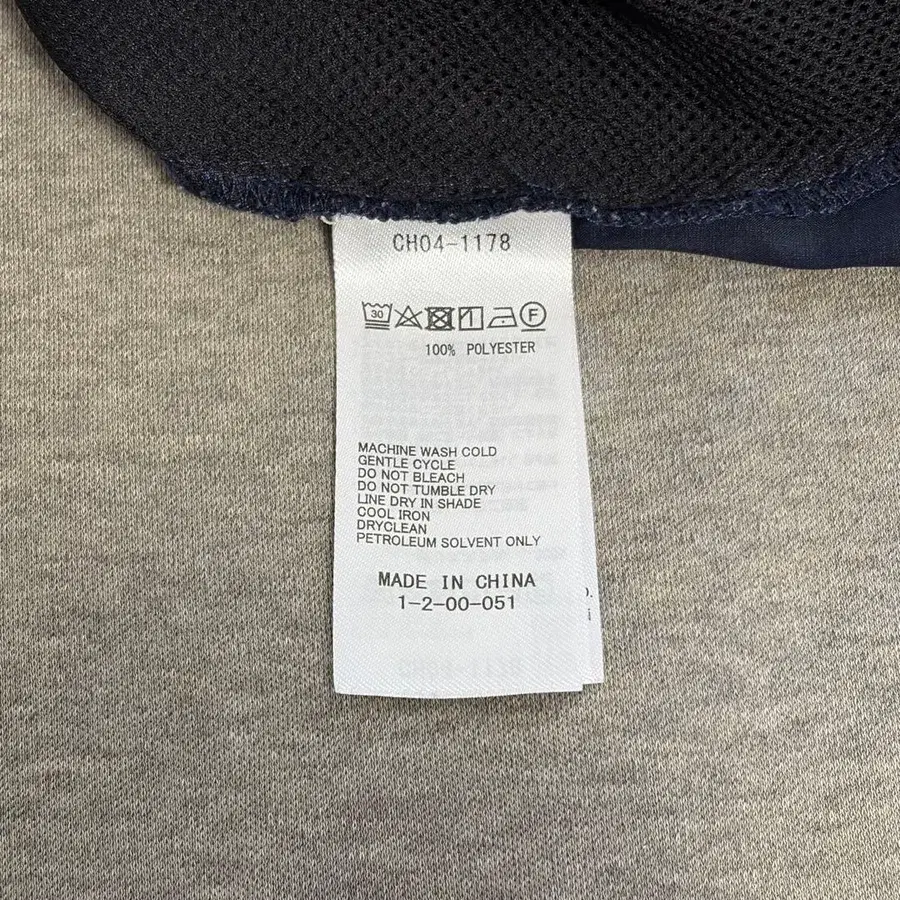 CH04-1178
30 F
100% POLYESTER
MACHINE WASH COLD
GENTLE CYCLE
DO NOT BLEACH
DO NOT TUMBLE DRY
LINE DRY IN SHADE
COOL IRON
DRYCLEAN
PETROLEUM SOLVENT ONLY
MADE IN CHINA
1-2-00-051